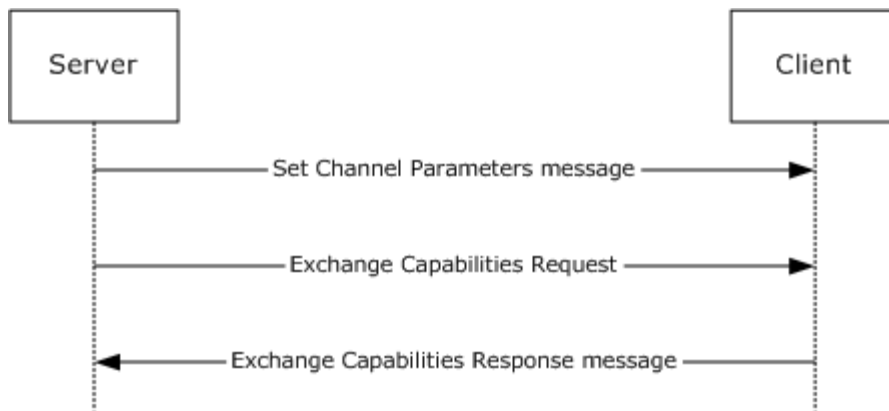 Server
Client
Set Channel Parameters message
Exchange Capabilities Request
Exchange Capabilities Response message